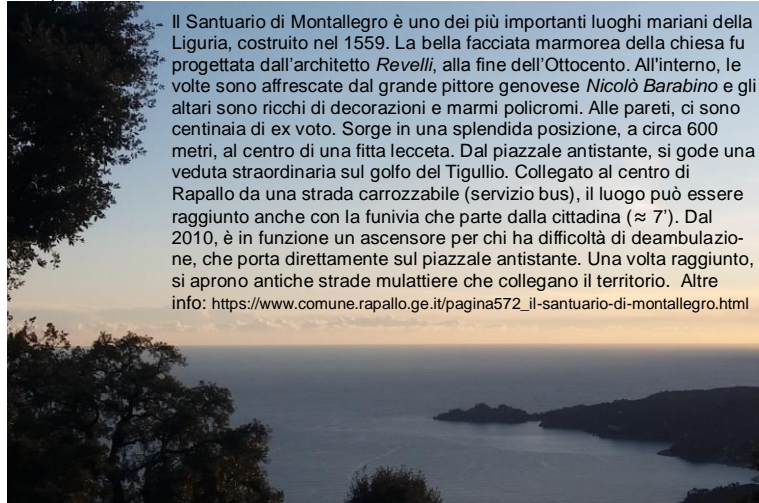 Il Santuario di Montallegro è uno dei più importanti luoghi mariani della
Liguria, costruito nel 1559. La bella facciata marmorea della chiesa fu
progettata dall’architetto Revelli, alla fine dell’Ottocento. All'interno, le
volte sono affrescate dal grande pittore genovese Nicolò Barabino e gli
altari sono ricchi di decorazioni e marmi policromi. Alle pareti, ci sono
centinaia di ex voto. Sorge in una splendida posizione, a circa 600
metri, al centro di una fitta lecceta. Dal piazzale antistante, si gode una
veduta straordinaria sul golfo del Tigullio. Collegato al centro di
Rapallo da una strada carrozzabile (servizio bus), il luogo può essere
raggiunto anche con la funivia che parte dalla cittadina (≈ 7’). Dal
2010, è in funzione un ascensore per chi ha difficoltà di deambulazio-
ne, che porta direttamente sul piazzale antistante. Una volta raggiunto,
si aprono antiche strade mulattiere che collegano il territorio. Altre
info: https://www.comune.rapallo.ge.it/pagina572_il-santuario-di-montallegro.html